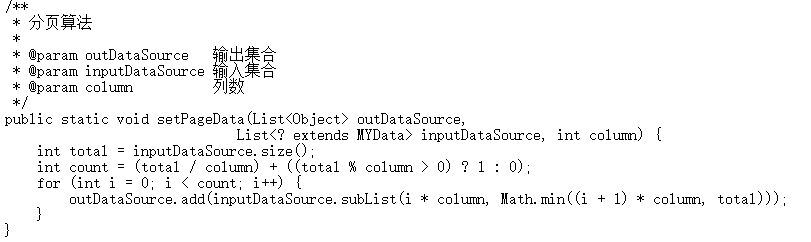 /**
 * 分页算法
 *
 * @param outDataSource   输出集合
 * @param inputDataSource 输入集合
 * @param column          列数
 */
public static void setPageData(List<Object> outDataSource,
                             List<? extends MYData> inputDataSource, int column) {
    int total = inputDataSource.size();
    int count = (total / column) + ((total % column > 0) ? 1 : 0);
    for (int i = 0; i < count; i++) {
        outDataSource.add(inputDataSource.subList(i * column, Math.min((i + 1) * column, total)));
    }
}